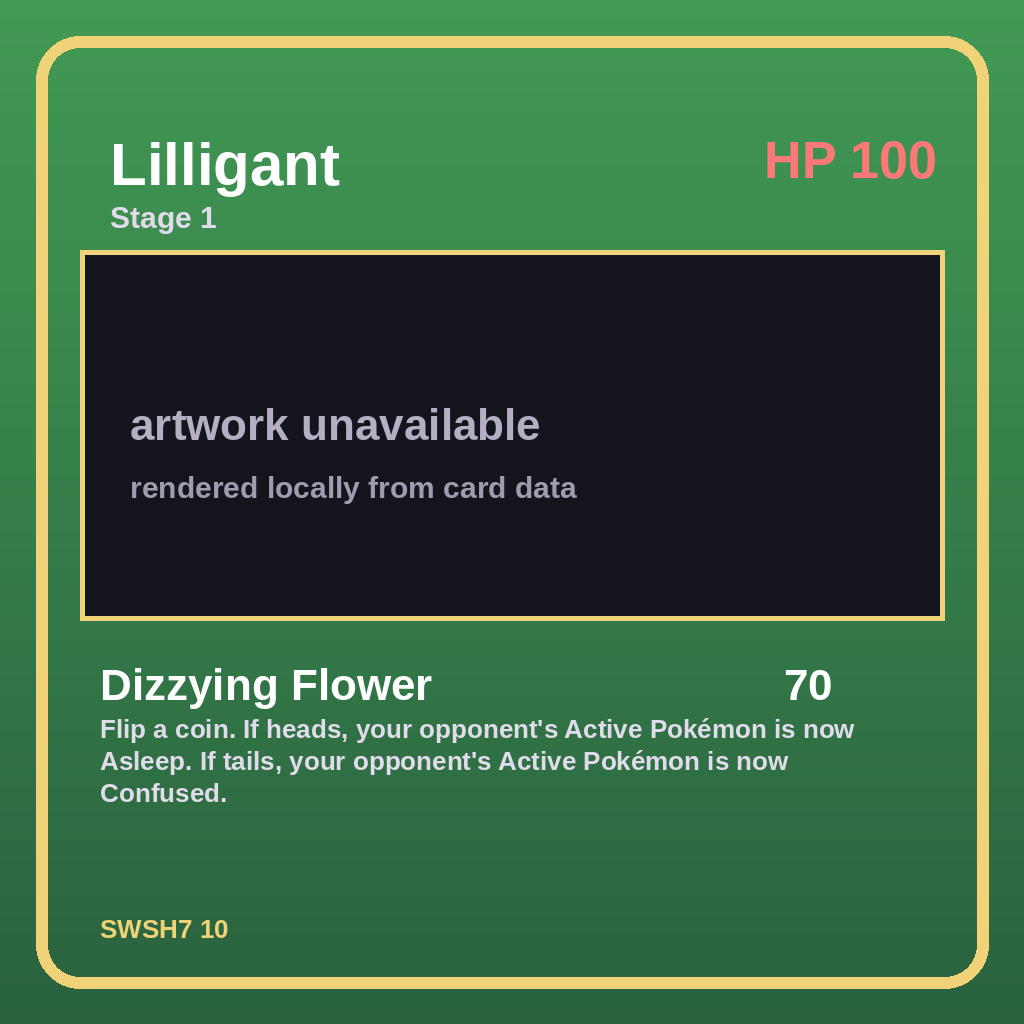 Lilligant
HP 100
Stage 1
artwork unavailable
rendered locally from card data
Dizzying Flower
70
Flip a coin. If heads, your opponent's Active Pokémon is now
Asleep. If tails, your opponent's Active Pokémon is now
Confused.
SWSH7 10